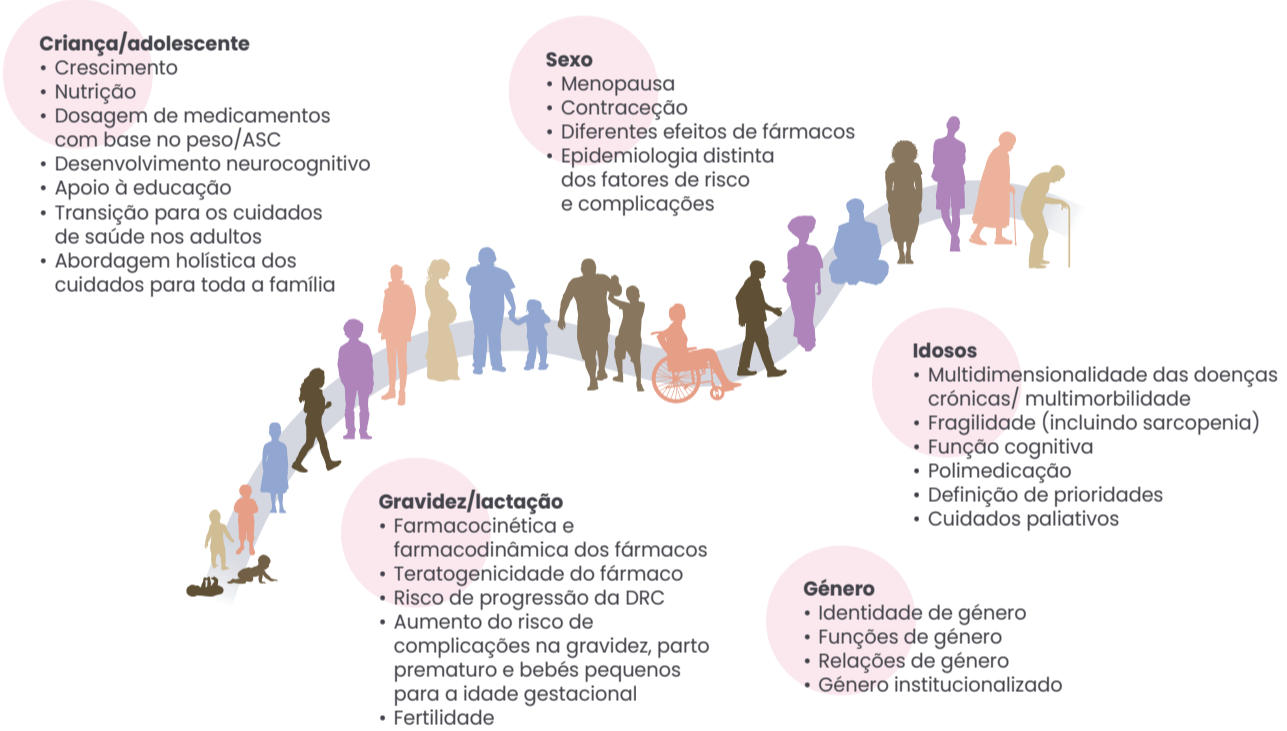 Criança/adolescente
• Crescimento
• Nutrição
• Dosagem de medicamentos
com base no peso/ASC
• Desenvolvimento neurocognitivo
• Apoio à educação
• Transição para os cuidados
de saúde nos adultos
• Abordagem holística dos
cuidados para toda a família
Sexo
• Menopausa
• Contraceção
• Diferentes efeitos de fármacos
• Epidemiologia distinta
dos fatores de risco
e complicações
Gravidez/lactação
• Farmacocinética e
farmacodinâmica dos fármacos
• Teratogenicidade do fármaco
• Risco de progressão da DRC
• Aumento do risco de
complicações na gravidez, parto
prematuro e bebés pequenos
para a idade gestacional
• Fertilidade
Idosos
• Multidimensionalidade das doenças
crónicas/ multimorbilidade
• Fragilidade (incluindo sarcopenia)
• Função cognitiva
• Polimedicação
• Definição de prioridades
• Cuidados paliativos
Género
• Identidade de género
• Funções de género
• Relações de género
• Género institucionalizado